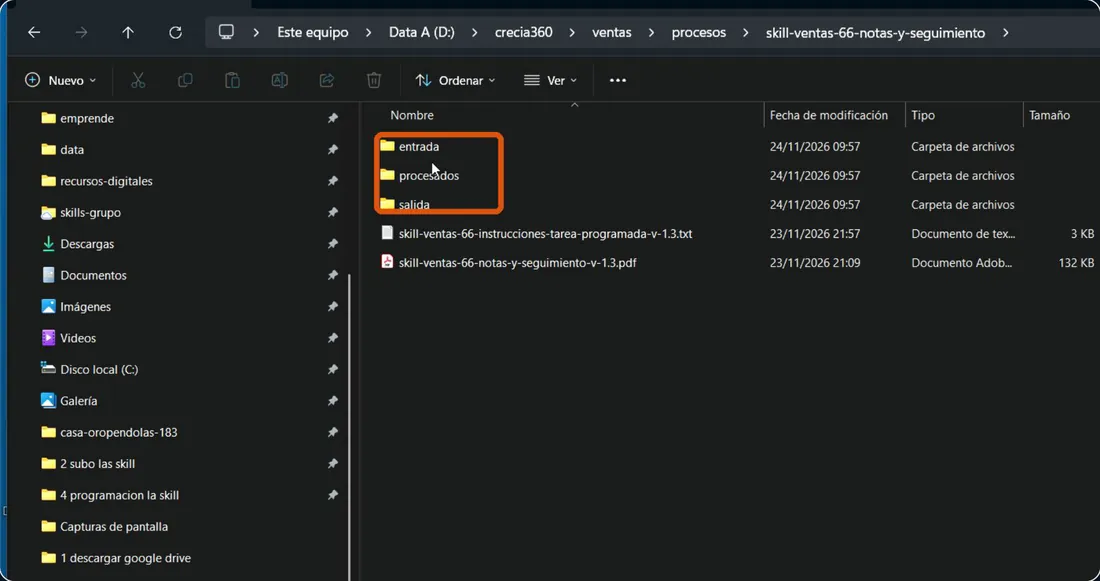 Este equipo > Data A (D:) > crecia360 > ventas > procesos > skill-ventas-66-notas-y-seguimiento >
Nuevo Ordenar Ver
Nombre Fecha de modificación Tipo Tamaño
emprende
data
recursos-digitales
skills-grupo
Descargas
Documentos
Imágenes
Videos
Disco local (C:)
Galería
casa-oropendolas-183
2 subo las skill
4 programacion la skill
Capturas de pantalla
1 descargar google drive
entrada 24/11/2026 09:57 Carpeta de archivos
procesados 24/11/2026 09:57 Carpeta de archivos
salida 24/11/2026 09:57 Carpeta de archivos
skill-ventas-66-instrucciones-tarea-programada-v-1.3.txt 23/11/2026 21:57 Documento de tex... 3 KB
skill-ventas-66-notas-y-seguimiento-v-1.3.pdf 23/11/2026 21:09 Documento Adob... 132 KB